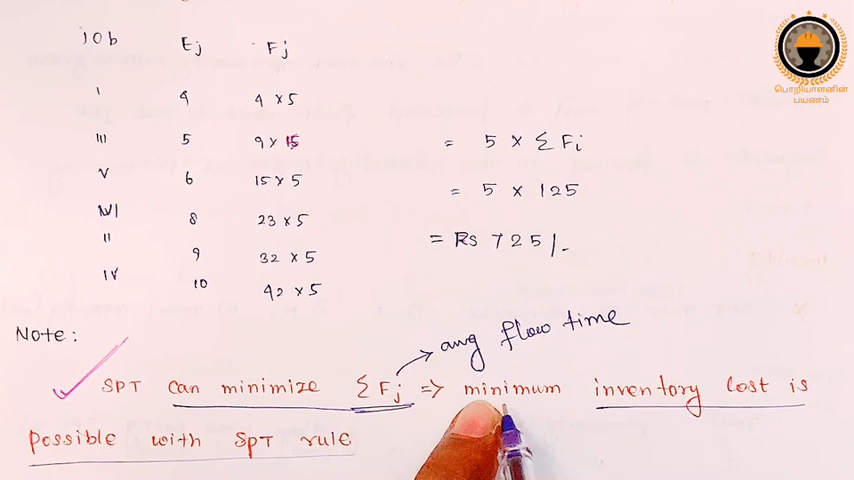 job Ej Fj
I 4 4 × 5
III 5 9 × 15
V 6 15 × 5
VI 8 23 × 5
II 9 32 × 5
IV 10 42 × 5
= 5 × Σ Fj
= 5 × 125
= Rs 725/-
பொறியாளனின்
பயணம்
Note:
avg flow time
SPT can minimize Σ Fj => minimum inventory cost is
possible with SPT rule